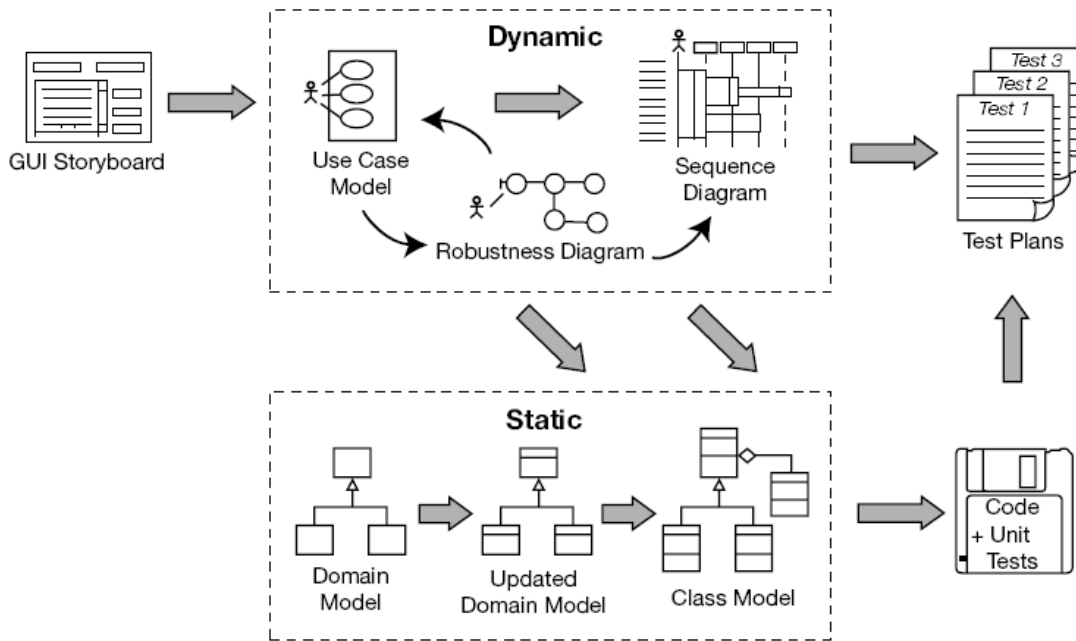 Dynamic
GUI Storyboard
Use Case
Model
Robustness Diagram
Sequence
Diagram
Test 3
Test 2
Test 1
Test Plans
Static
Domain
Model
Updated
Domain Model
Class Model
Code
+ Unit
Tests